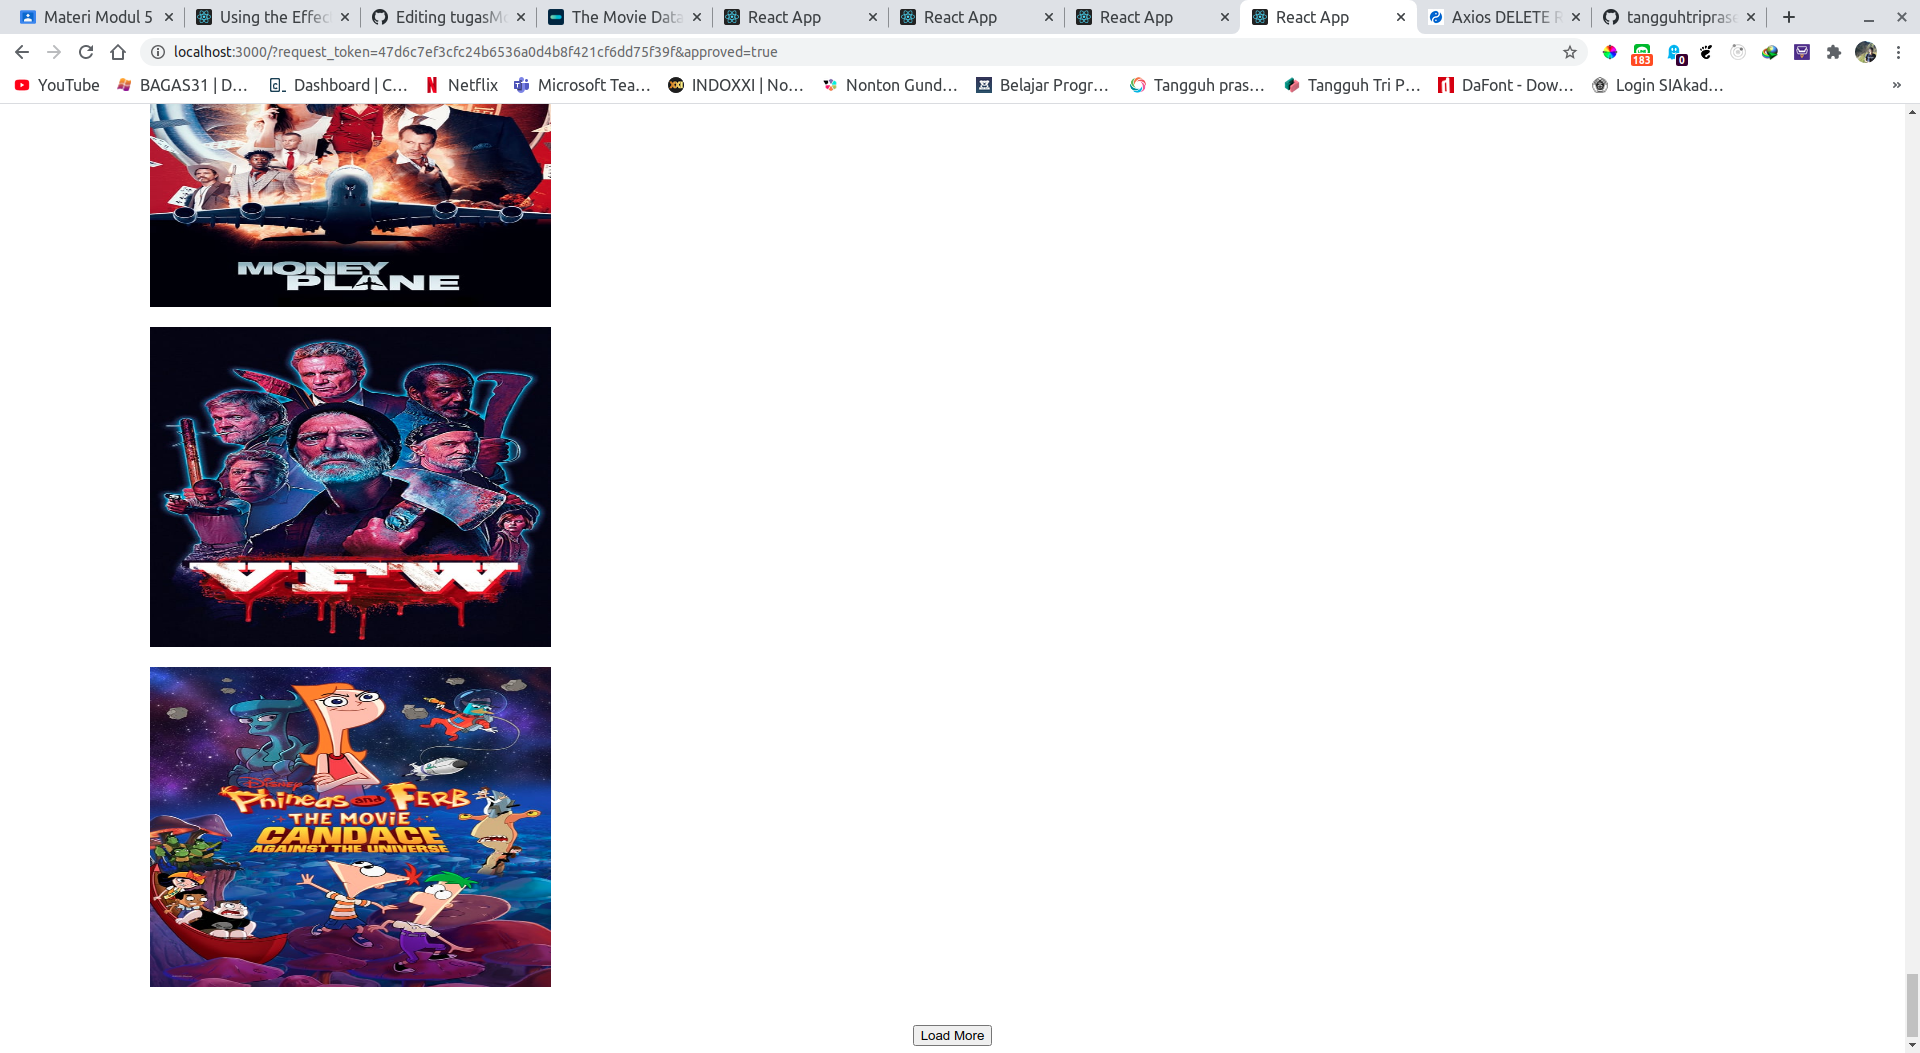 Materi Modul 5
Using the Effec
Editing tugasMo
The Movie Data
React App
React App
React App
React App
Axios DELETE R
tangguhtriprase
localhost:3000/?request_token=47d6c7ef3cfc24b6536a0d4b8f421cf6dd75f39f&approved=true
183
0
YouTube
BAGAS31 | D...
Dashboard | C...
Netflix
Microsoft Tea...
INDOXXI | No...
Nonton Gund...
Belajar Progr...
Tangguh pras...
Tangguh Tri P...
DaFont - Dow...
Login SIAkad...
»
MONEY
PLANE
VFW
DISNEY
Phineas and FERB
THE MOVIE
CANDACE
AGAINST THE UNIVERSE
Load More